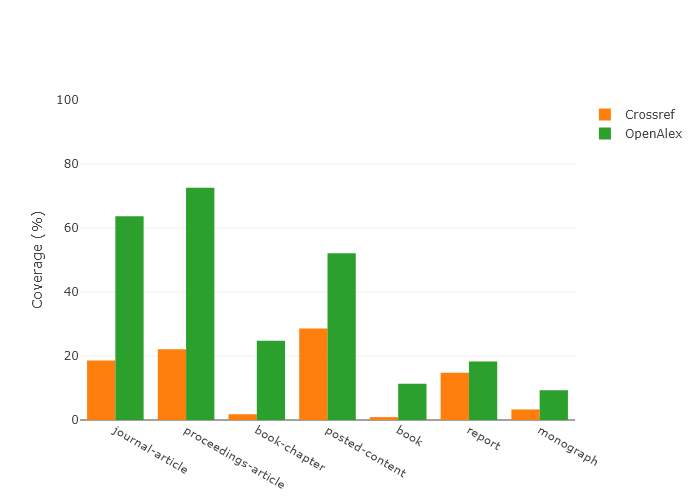 100
80
60
40
20
0
Coverage (%)
journal-article
proceedings-article
book-chapter
posted-content
book
report
monograph
Crossref
OpenAlex